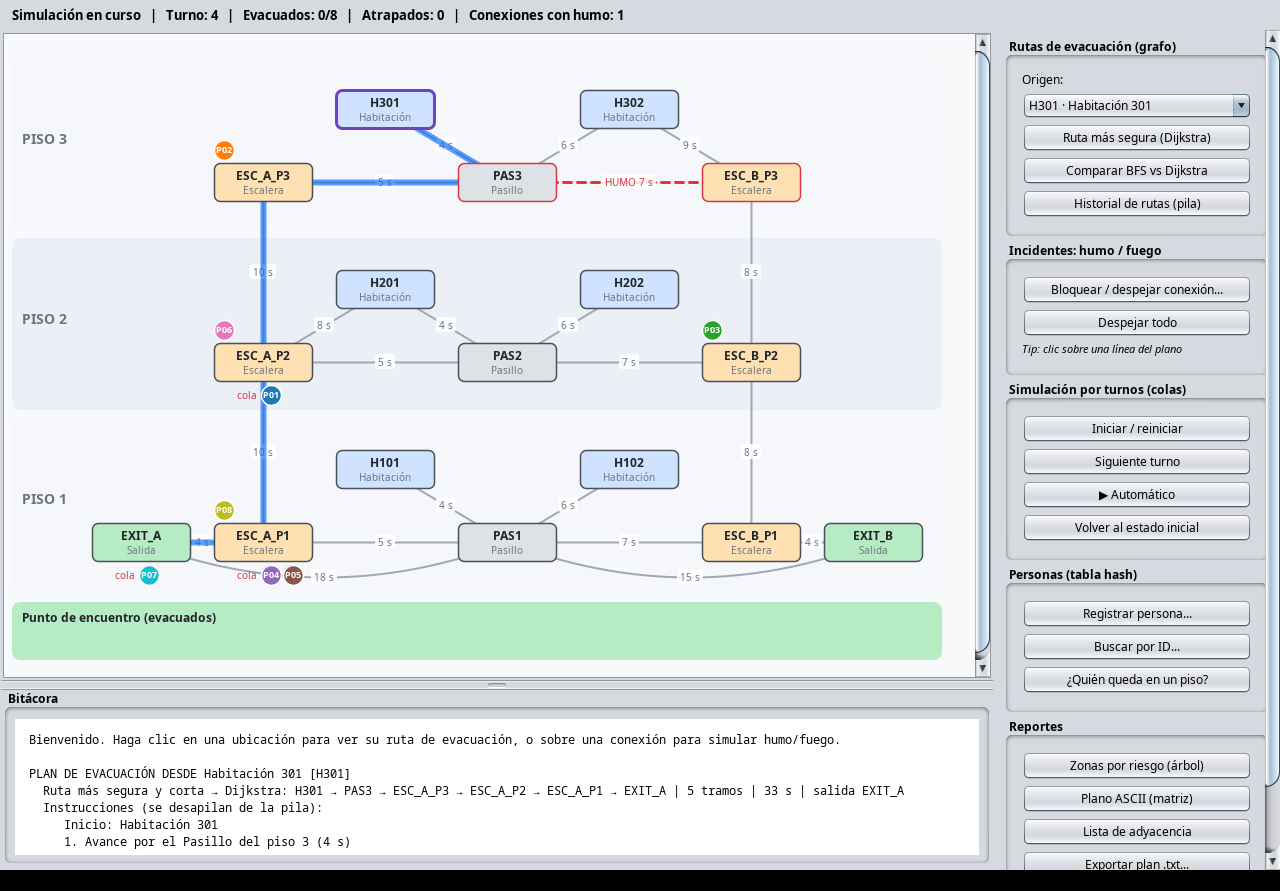 Simulación en curso | Turno: 4 | Evacuados: 0/8 | Atrapados: 0 | Conexiones con humo: 1
PISO 3
H301
Habitación
H302
Habitación
4 s
6 s
9 s
P02
ESC_A_P3
Escalera
5 s
PAS3
Pasillo
HUMO 7 s
ESC_B_P3
Escalera
10 s
8 s
PISO 2
H201
Habitación
H202
Habitación
8 s
4 s
6 s
P06
P03
ESC_A_P2
Escalera
5 s
PAS2
Pasillo
7 s
ESC_B_P2
Escalera
cola P01
10 s
8 s
PISO 1
H101
Habitación
H102
Habitación
4 s
6 s
P08
EXIT_A
Salida
4 s
ESC_A_P1
Escalera
5 s
PAS1
Pasillo
7 s
ESC_B_P1
Escalera
4 s
EXIT_B
Salida
cola P07
cola P04 P05
18 s
15 s
Punto de encuentro (evacuados)
Bitácora
Bienvenido. Haga clic en una ubicación para ver su ruta de evacuación, o sobre una conexión para simular humo/fuego.
PLAN DE EVACUACIÓN DESDE Habitación 301 [H301]
Ruta más segura y corta → Dijkstra: H301 → PAS3 → ESC_A_P3 → ESC_A_P2 → ESC_A_P1 → EXIT_A | 5 tramos | 33 s | salida EXIT_A
Instrucciones (se desapilan de la pila):
Inicio: Habitación 301
1. Avance por el Pasillo del piso 3 (4 s)
Rutas de evacuación (grafo)
Origen:
H301 · Habitación 301
Ruta más segura (Dijkstra)
Comparar BFS vs Dijkstra
Historial de rutas (pila)
Incidentes: humo / fuego
Bloquear / despejar conexión...
Despejar todo
Tip: clic sobre una línea del plano
Simulación por turnos (colas)
Iniciar / reiniciar
Siguiente turno
▶ Automático
Volver al estado inicial
Personas (tabla hash)
Registrar persona...
Buscar por ID...
¿Quién queda en un piso?
Reportes
Zonas por riesgo (árbol)
Plano ASCII (matriz)
Lista de adyacencia
Exportar plan .txt...